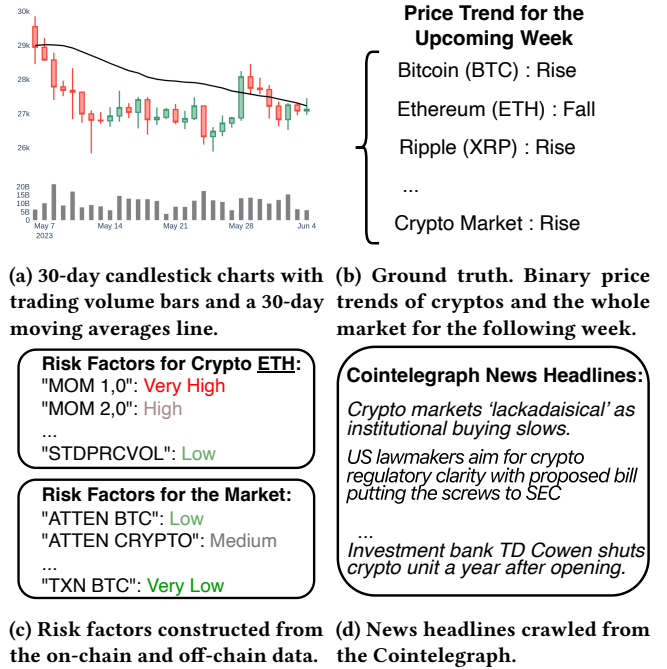 30k
29k
28k
27k
26k
20B
15B
10B
5B
0
May 7
2023
May 14
May 21
May 28
Jun 4
Price Trend for the
Upcoming Week
Bitcoin (BTC) : Rise
Ethereum (ETH) : Fall
Ripple (XRP) : Rise
...
Crypto Market : Rise
(a) 30-day candlestick charts with
trading volume bars and a 30-day
moving averages line.
(b) Ground truth. Binary price
trends of cryptos and the whole
market for the following week.
Risk Factors for Crypto ETH:
"MOM 1,0": Very High
"MOM 2,0": High
...
"STDPRCVOL": Low
Risk Factors for the Market:
"ATTEN BTC": Low
"ATTEN CRYPTO": Medium
...
"TXN BTC": Very Low
Cointelegraph News Headlines:
Crypto markets ‘lackadaisical’ as
institutional buying slows.
US lawmakers aim for crypto
regulatory clarity with proposed bill
putting the screws to SEC
...
Investment bank TD Cowen shuts
crypto unit a year after opening.
(c) Risk factors constructed from
the on-chain and off-chain data.
(d) News headlines crawled from
the Cointelegraph.